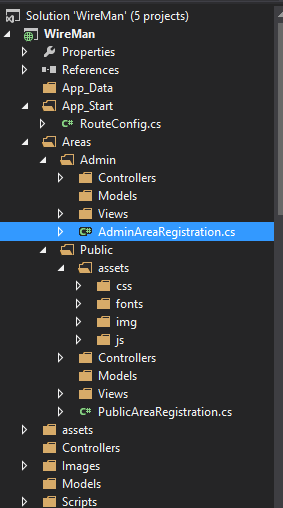 Solution 'WireMan' (5 projects)
WireMan
Properties
References
App_Data
App_Start
RouteConfig.cs
Areas
Admin
Controllers
Models
Views
AdminAreaRegistration.cs
Public
assets
css
fonts
img
js
Controllers
Models
Views
PublicAreaRegistration.cs
assets
Controllers
Images
Models
Scripts